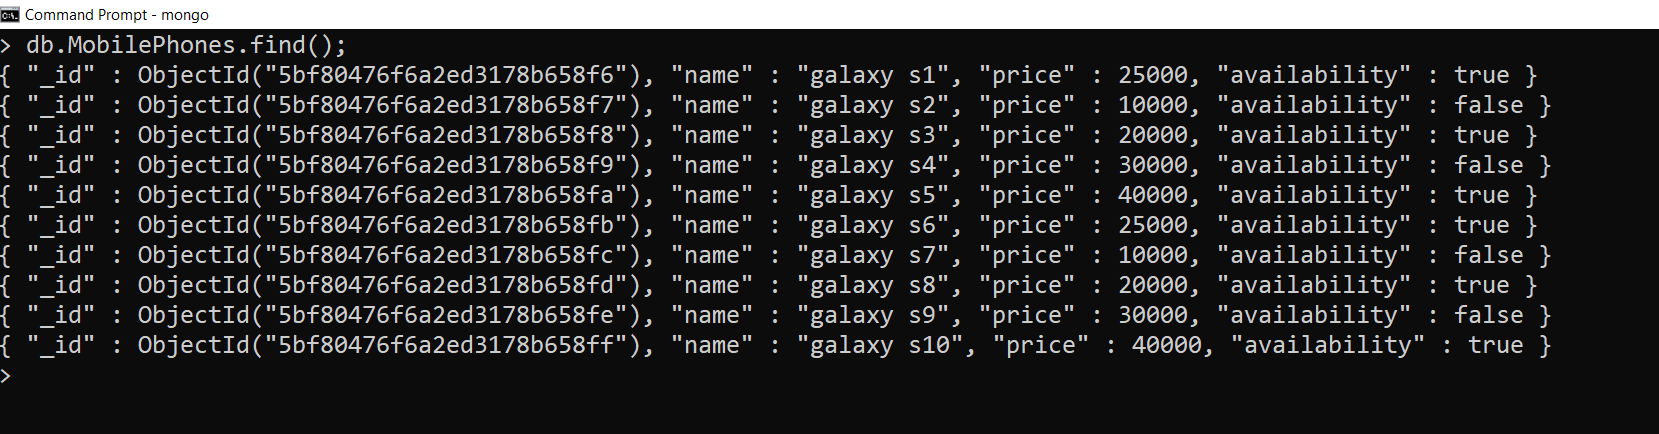 Command Prompt - mongo
> db.MobilePhones.find();
{ "_id" : ObjectId("5bf80476f6a2ed3178b658f6"), "name" : "galaxy s1", "price" : 25000, "availability" : true }
{ "_id" : ObjectId("5bf80476f6a2ed3178b658f7"), "name" : "galaxy s2", "price" : 10000, "availability" : false }
{ "_id" : ObjectId("5bf80476f6a2ed3178b658f8"), "name" : "galaxy s3", "price" : 20000, "availability" : true }
{ "_id" : ObjectId("5bf80476f6a2ed3178b658f9"), "name" : "galaxy s4", "price" : 30000, "availability" : false }
{ "_id" : ObjectId("5bf80476f6a2ed3178b658fa"), "name" : "galaxy s5", "price" : 40000, "availability" : true }
{ "_id" : ObjectId("5bf80476f6a2ed3178b658fb"), "name" : "galaxy s6", "price" : 25000, "availability" : true }
{ "_id" : ObjectId("5bf80476f6a2ed3178b658fc"), "name" : "galaxy s7", "price" : 10000, "availability" : false }
{ "_id" : ObjectId("5bf80476f6a2ed3178b658fd"), "name" : "galaxy s8", "price" : 20000, "availability" : true }
{ "_id" : ObjectId("5bf80476f6a2ed3178b658fe"), "name" : "galaxy s9", "price" : 30000, "availability" : false }
{ "_id" : ObjectId("5bf80476f6a2ed3178b658ff"), "name" : "galaxy s10", "price" : 40000, "availability" : true }
>